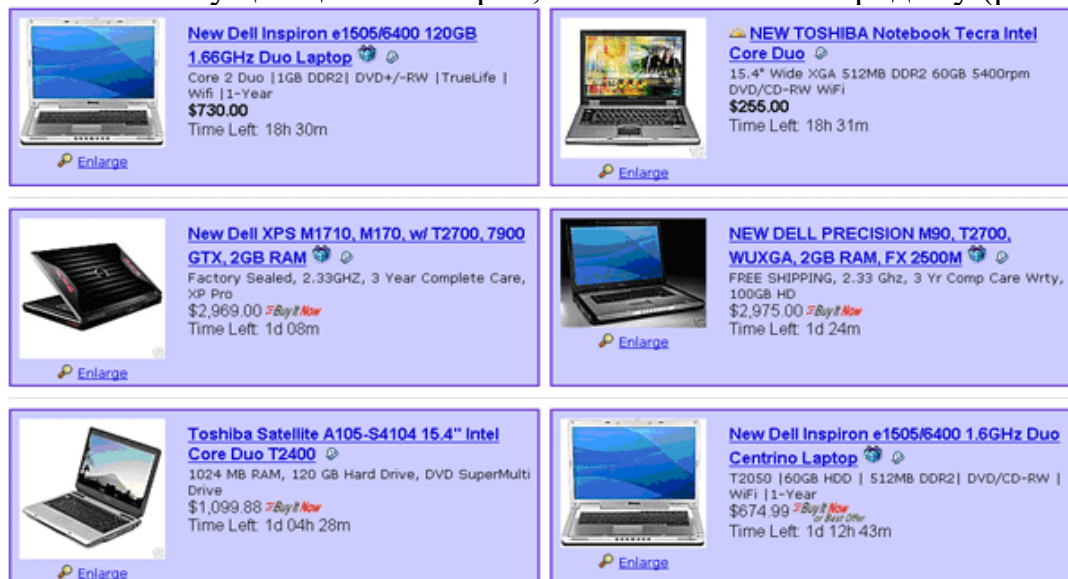 New Dell Inspiron e1505/6400 120GB
1.66GHz Duo Laptop
Core 2 Duo |1GB DDR2| DVD+/-RW |TrueLife |
Wifi |1-Year
$730.00
Time Left: 18h 30m
Enlarge
NEW TOSHIBA Notebook Tecra Intel
Core Duo
15.4" Wide XGA 512MB DDR2 60GB 5400rpm
DVD/CD-RW WiFi
$255.00
Time Left: 18h 31m
Enlarge
New Dell XPS M1710, M170, w/ T2700, 7900
GTX, 2GB RAM
Factory Sealed, 2.33GHZ, 3 Year Complete Care,
XP Pro
$2,969.00 Buy It Now
Time Left: 1d 08m
Enlarge
NEW DELL PRECISION M90, T2700,
WUXGA, 2GB RAM, FX 2500M
FREE SHIPPING, 2.33 Ghz, 3 Yr Comp Care Wrty,
100GB HD
$2,975.00 Buy It Now
Time Left: 1d 24m
Enlarge
Toshiba Satellite A105-S4104 15.4" Intel
Core Duo T2400
1024 MB RAM, 120 GB Hard Drive, DVD SuperMulti
Drive
$1,099.88 Buy It Now
Time Left: 1d 04h 28m
Enlarge
New Dell Inspiron e1505/6400 1.6GHz Duo
Centrino Laptop
T2050 |60GB HDD | 512MB DDR2| DVD/CD-RW |
WiFi |1-Year
$674.99 Buy It Now
or Best Offer
Time Left: 1d 12h 43m
Enlarge